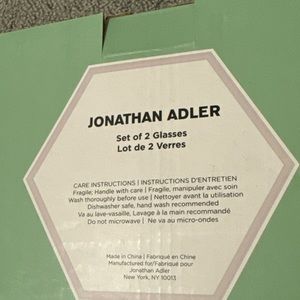 JONATHAN ADLER
Set of 2 Glasses
Lot de 2 Verres
CARE INSTRUCTIONS | INSTRUCTIONS D'ENTRETIEN
Fragile; Handle with care | Fragile, manipuler avec soin
Wash thoroughly before use | Nettoyer avant la utilisation
Dishwasher safe, hand wash recommended
Va au lave-vasaille, Lavage à la main recommandé
Do not microwave | Ne va au micro-ondes
Made in China | Fabriqué en Chine
Manufactured for/Fabriqué pour
Jonathan Adler
New York, NY 10013